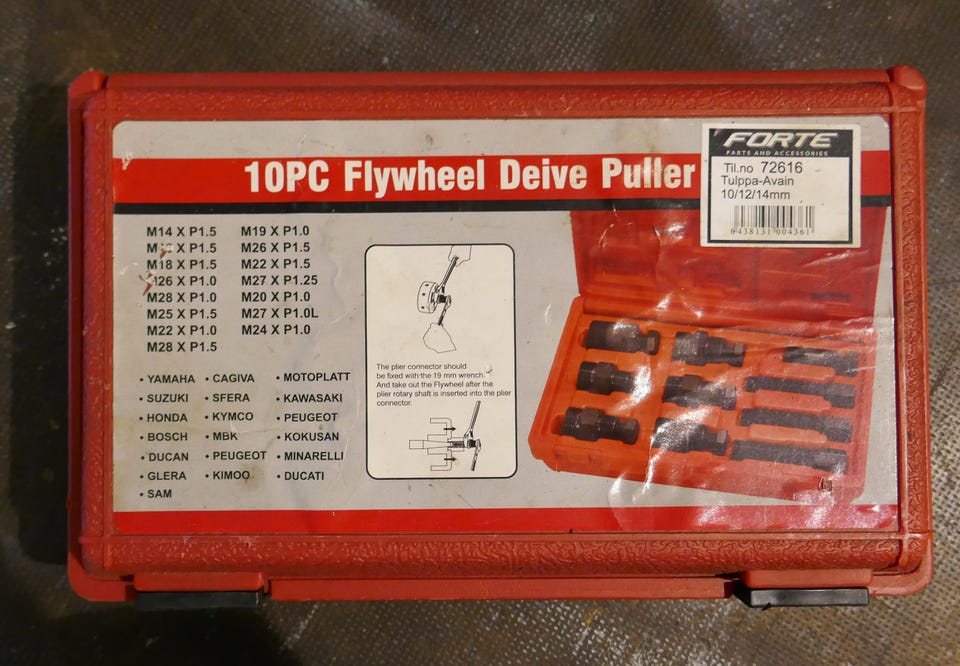 10PC Flywheel Deive Puller
FORTE
PARTS AND ACCESSORIES
Til.no 72616
Tulppa-Avain
10/12/14mm
6438131 004361
M14 X P1.5
X P1.5
M18 X P1.5
M26 X P1.0
M28 X P1.0
M25 X P1.5
M22 X P1.0
M28 X P1.5
M19 X P1.0
M26 X P1.5
M22 X P1.5
M27 X P1.25
M20 X P1.0
M27 X P1.0L
M24 X P1.0
The plier connector should
be fixed with the 19 mm wrench.
And take out the Flywheel after the
plier rotary shaft is inserted into the plier
connector.
• YAMAHA
• SUZUKI
• HONDA
• BOSCH
• DUCAN
• GLERA
• SAM
• CAGIVA
• SFERA
• KYMCO
• MBK
• PEUGEOT
• KIMOO
• MOTOPLATT
• KAWASAKI
• PEUGEOT
• KOKUSAN
• MINARELLI
• DUCATI